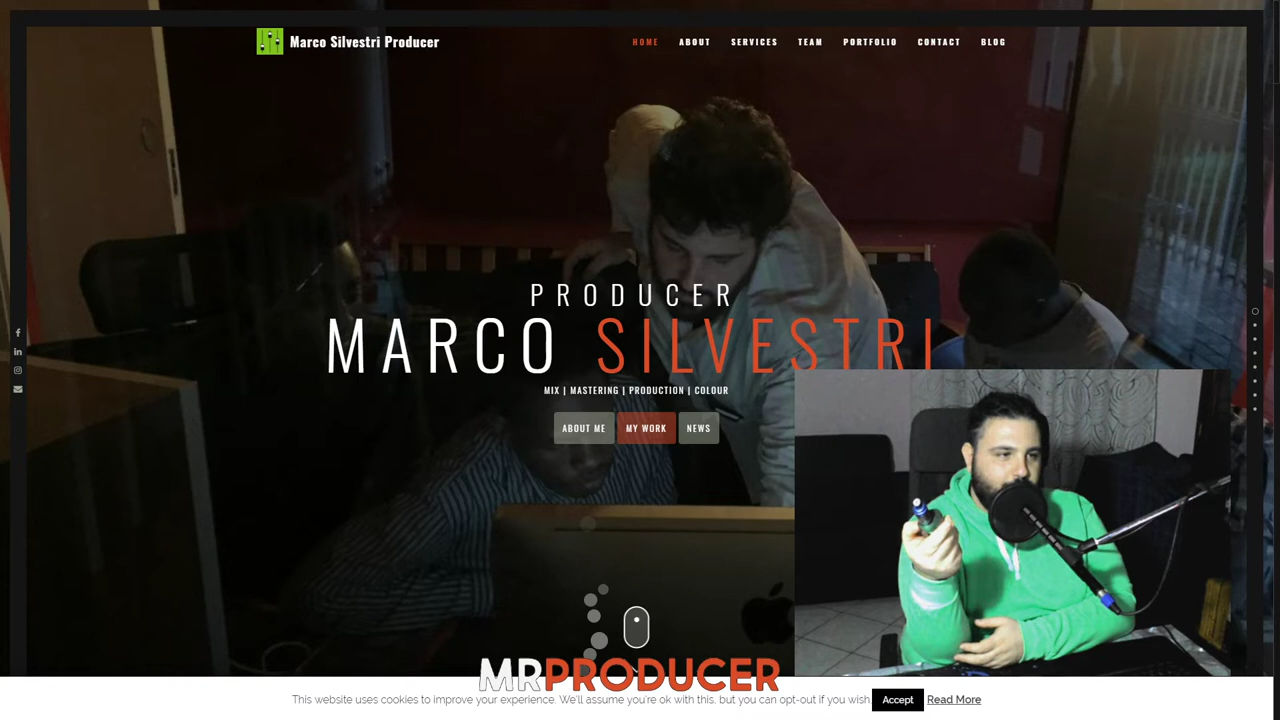 Marco Silvestri Producer
HOME ABOUT SERVICES TEAM PORTFOLIO CONTACT BLOG
PRODUCER
MARCO SILVESTRI
MIX | MASTERING | PRODUCTION | COLOUR
ABOUT ME MY WORK NEWS
MRPRODUCER
This website uses cookies to improve your experience. We'll assume you're ok with this, but you can opt-out if you wish. Accept Read More